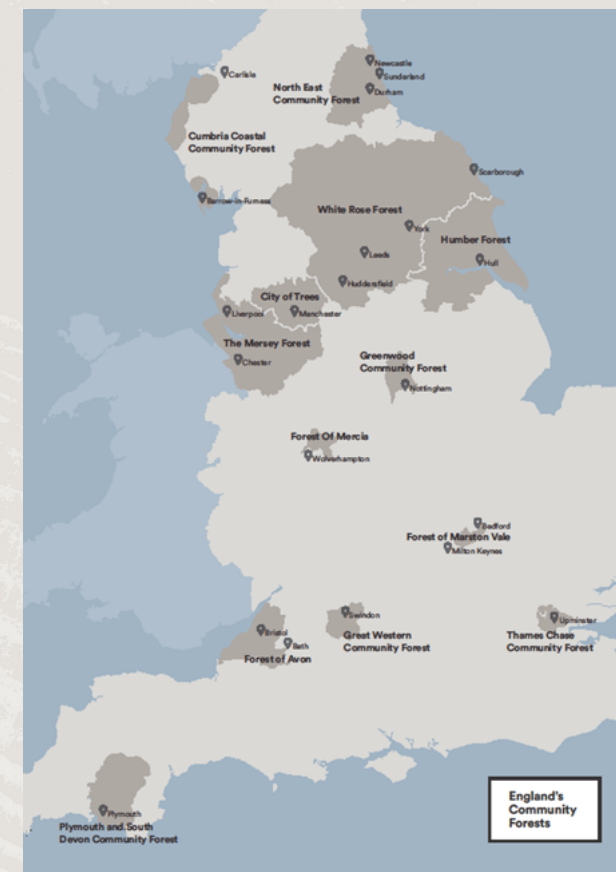 Newcastle
Carlisle
Sunderland
North East
Community Forest
Durham
Cumbria Coastal
Community Forest
Scarborough
Barrow-in-Furness
White Rose Forest
York
Humber Forest
Leeds
Hull
Huddersfield
City of Trees
Liverpool
Manchester
The Mersey Forest
Chester
Greenwood
Community Forest
Nottingham
Forest Of Mercia
Wolverhampton
Bedford
Forest of Marston Vale
Milton Keynes
Swindon
Upminster
Bristol
Bath
Great Western
Community Forest
Thames Chase
Community Forest
Forest of Avon
England's
Community
Forests
Plymouth
Plymouth and South
Devon Community Forest